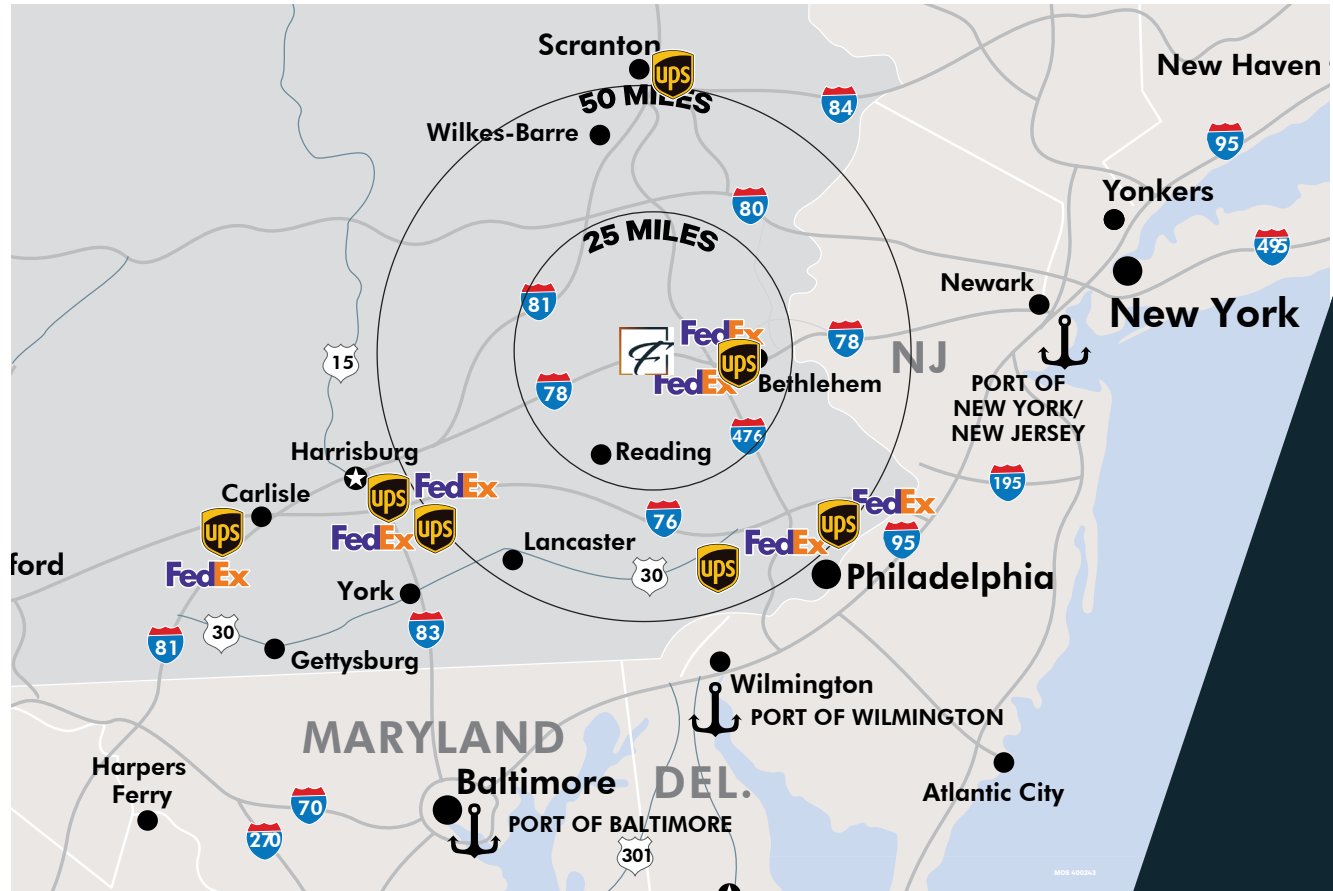 Scranton
ups
50 MILES
New Haven
84
Wilkes-Barre
95
Yonkers
80
25 MILES
495
Newark
81
New York
FedEx
78
15
F
ups
NJ
FedEx
Bethlehem
PORT OF
NEW YORK/
NEW JERSEY
78
476
Harrisburg
Reading
195
Carlisle
ups
FedEx
FedEx
76
ups
ups
FedEx
ups
95
Lancaster
FedEx
ford
ups
FedEx
30
Philadelphia
York
30
83
81
Gettysburg
Wilmington
PORT OF WILMINGTON
MARYLAND
Harpers
Ferry
Baltimore
DEL.
Atlantic City
70
PORT OF BALTIMORE
270
301
MOS 400243